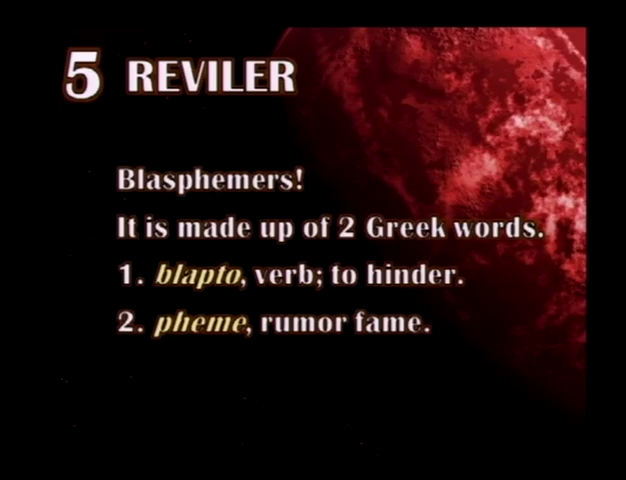 5 REVILER
Blasphemers!
It is made up of 2 Greek words.
1. blapto, verb; to hinder.
2. pheme, rumor fame.